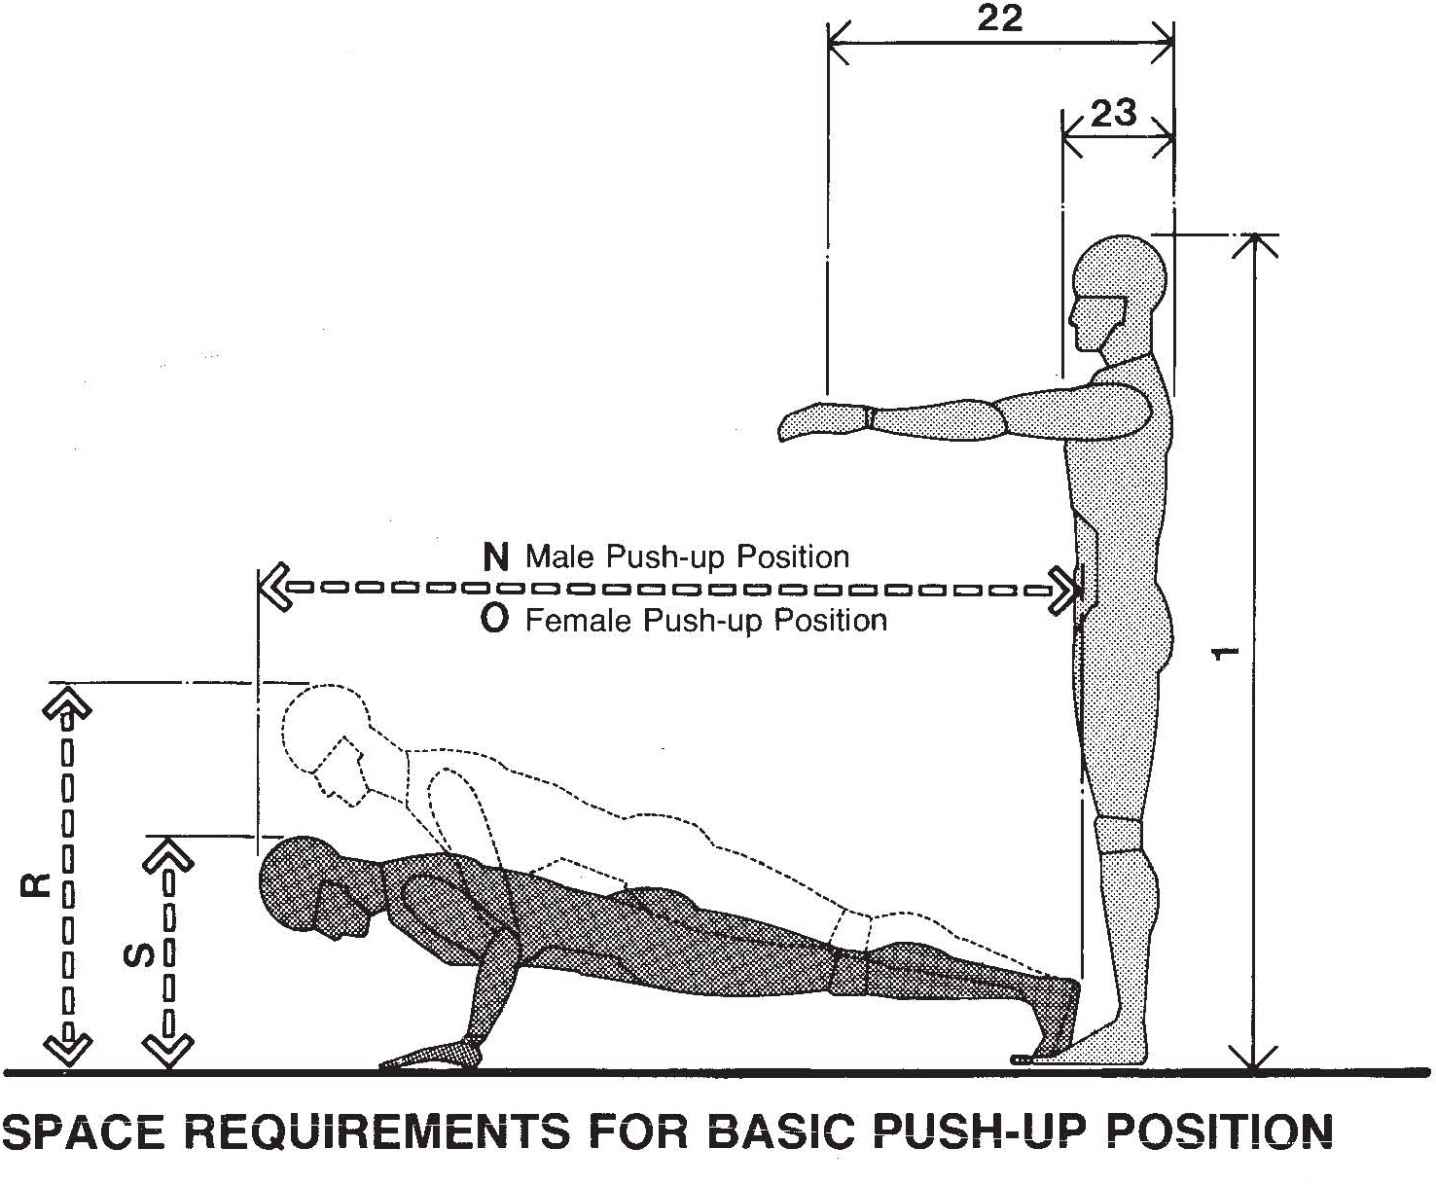 22
23
N Male Push-up Position
O Female Push-up Position
1
R
S
SPACE REQUIREMENTS FOR BASIC PUSH-UP POSITION